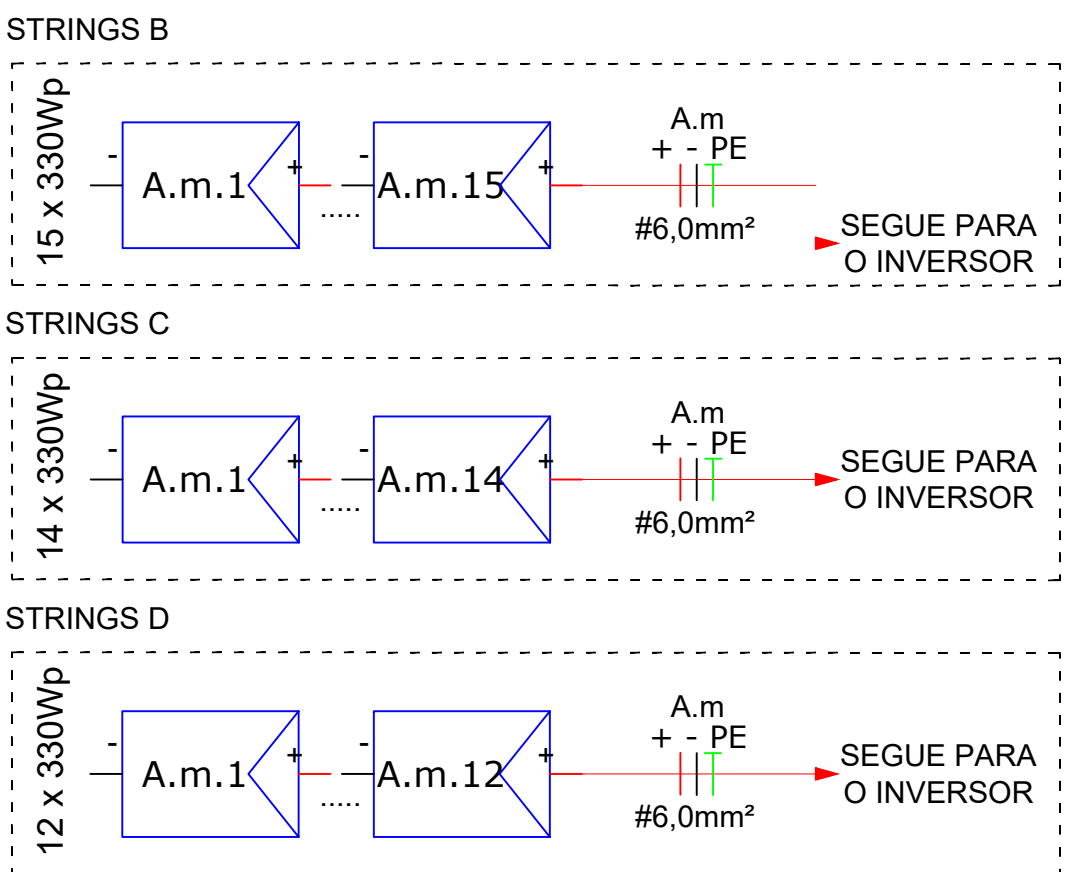 STRINGS B
15 x 330Wp
- A.m.1 +
.....
- A.m.15 +
A.m
+ - PE
#6,0mm²
SEGUE PARA
O INVERSOR
STRINGS C
14 x 330Wp
- A.m.1 +
.....
- A.m.14 +
A.m
+ - PE
#6,0mm²
SEGUE PARA
O INVERSOR
STRINGS D
12 x 330Wp
- A.m.1 +
.....
- A.m.12 +
A.m
+ - PE
#6,0mm²
SEGUE PARA
O INVERSOR